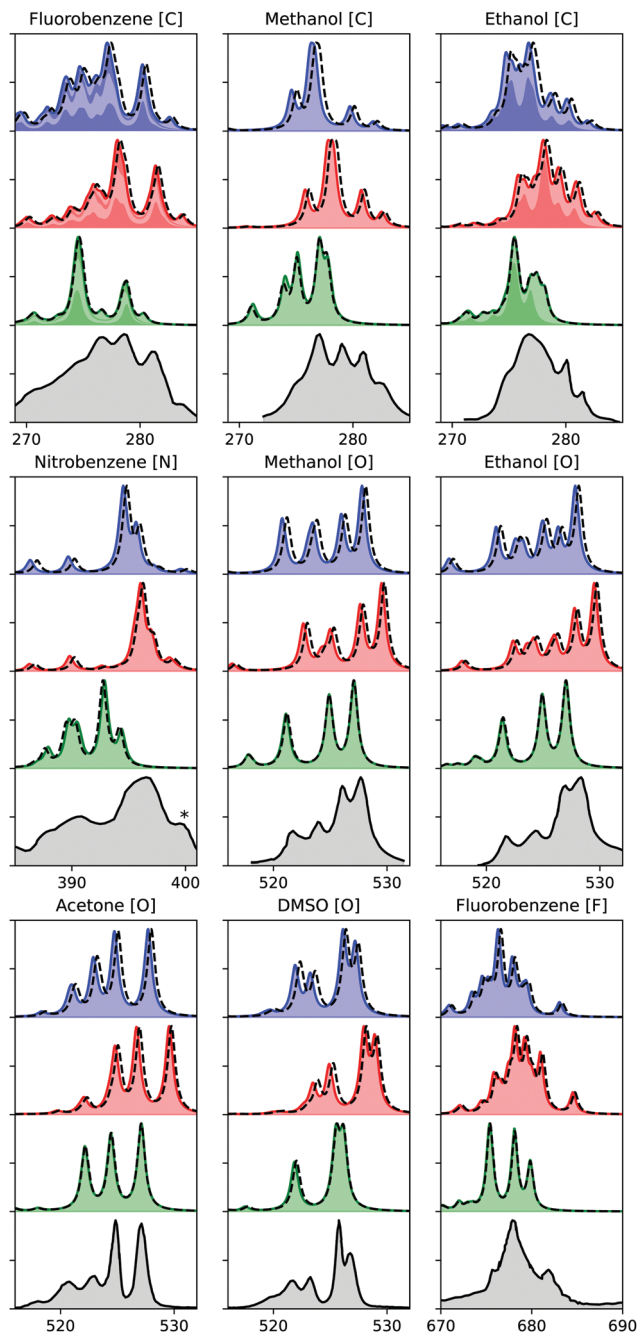 Fluorobenzene [C] Methanol [C] Ethanol [C]
270 280 270 280 270 280
Nitrobenzene [N] Methanol [O] Ethanol [O]
*
390 400 520 530 520 530
Acetone [O] DMSO [O] Fluorobenzene [F]
520 530 520 530 670 680 690